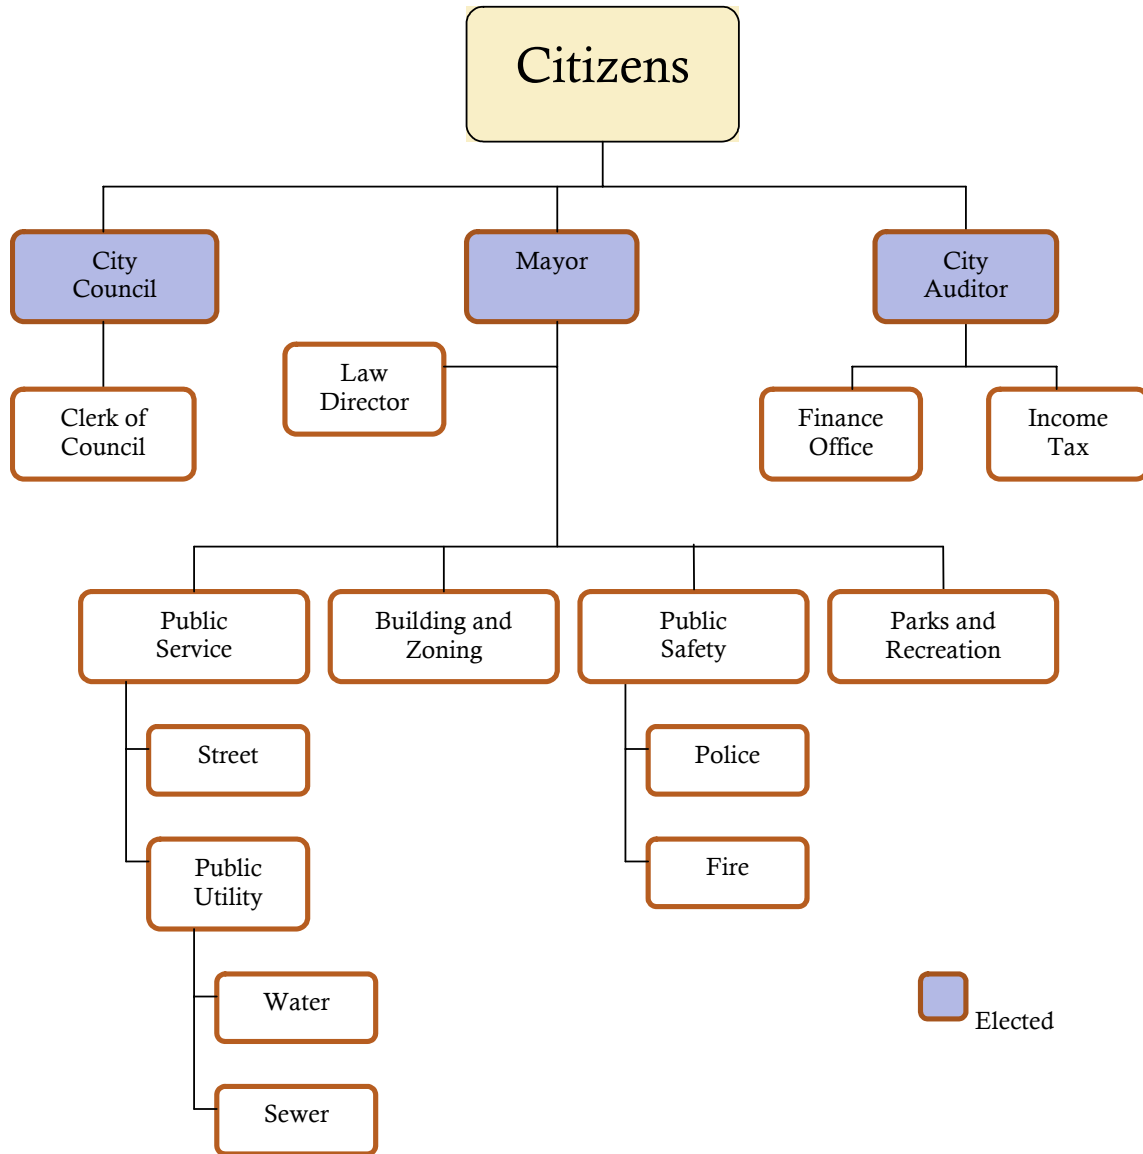 Citizens
City
Council
Mayor
City
Auditor
Law
Director
Clerk of
Council
Finance
Office
Income
Tax
Public
Service
Building and
Zoning
Public
Safety
Parks and
Recreation
Street
Police
Public
Utility
Fire
Water
Elected
Sewer